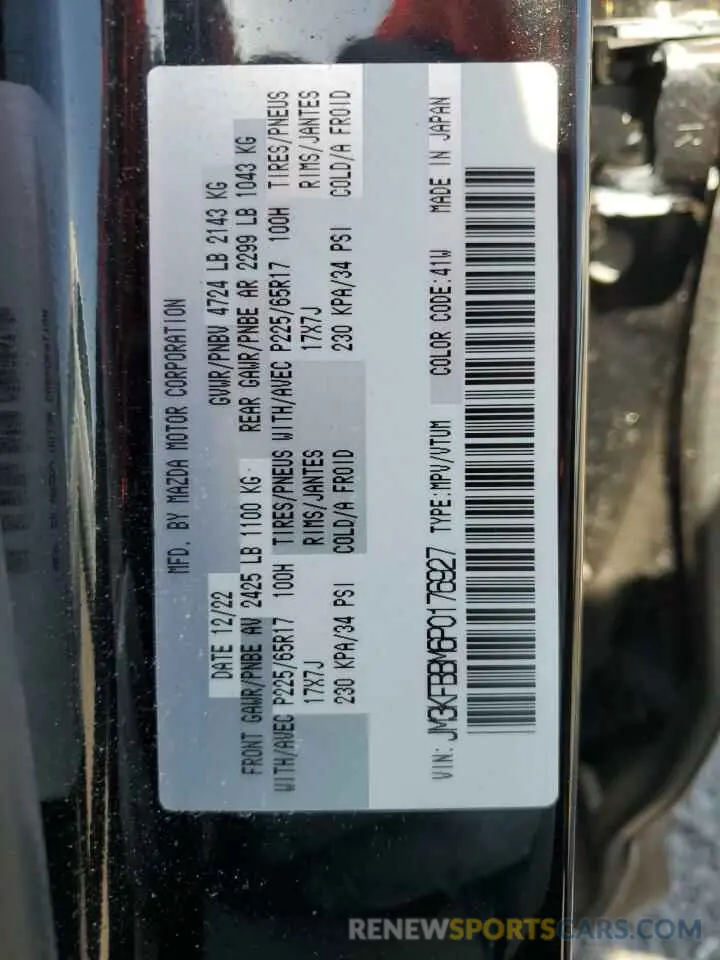 MFD. BY MAZDA MOTOR CORPORATION
DATE 12/22 GVWR/PNBV 4724 LB 2143 KG
FRONT GAWR/PNBE AV 2425 LB 1100 KG REAR GAWR/PNBE AR 2299 LB 1043 KG
WITH/AVEC P225/65R17 100H TIRES/PNEUS WITH/AVEC P225/65R17 100H TIRES/PNEUS
17X7J RIMS/JANTES 17X7J RIMS/JANTES
230 KPA/34 PSI COLD/A FROID 230 KPA/34 PSI COLD/A FROID
VIN: JM3KFBBM6P0176927 TYPE:MPV/VTUM COLOR CODE:41W MADE IN JAPAN
RENEWSPORTSCARS.COM